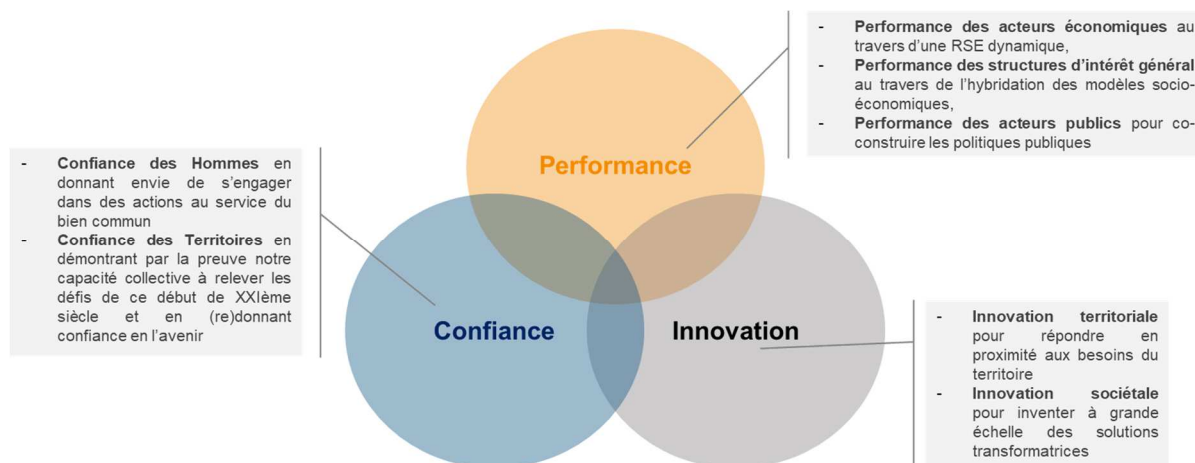 - Performance des acteurs économiques au
travers d'une RSE dynamique,
- Performance des structures d'intérêt général
au travers de l'hybridation des modèles socio-
économiques,
- Performance des acteurs publics pour co-
construire les politiques publiques
Performance
- Confiance des Hommes en
donnant envie de s'engager
dans des actions au service du
bien commun
- Confiance des Territoires en
démontrant par la preuve notre
capacité collective à relever les
défis de ce début de XXIème
siècle et en (re)donnant
confiance en l'avenir
Confiance
Innovation
- Innovation territoriale
pour répondre en
proximité aux besoins du
territoire
- Innovation sociétale
pour inventer à grande
échelle des solutions
transformatrices